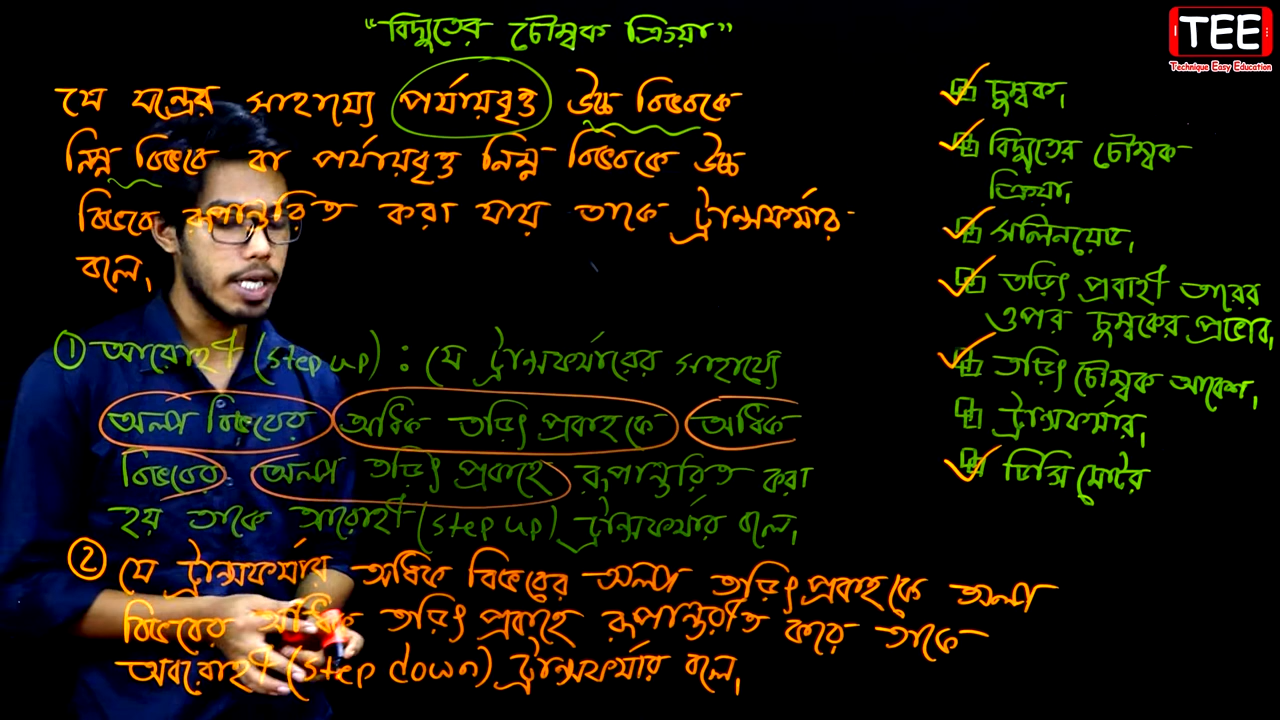 "বিদ্যুতের চৌম্বক ক্রিয়া"
TEE
Technique Easy Education
যে যন্ত্রের সাহায্যে পর্যায়বৃত্ত উচ্চ বিভবকে
নিম্ন বিভবে বা পর্যায়বৃত্ত নিম্ন বিভবকে উচ্চ
বিভবে রূপান্তরিত করা যায় তাকে ট্রান্সফর্মার
বলে।
① আরোহী (step up) : যে ট্রান্সফর্মারের সাহায্যে
অল্প বিভবের অধিক তড়িৎ প্রবাহকে অধিক
বিভবের অল্প তড়িৎ প্রবাহে রূপান্তরিত করা
হয় তাকে আরোহী (step up) ট্রান্সফর্মার বলে।
② যে ট্রান্সফর্মার অধিক বিভবের অল্প তড়িৎ প্রবাহকে অল্প
বিভবের অধিক তড়িৎ প্রবাহে রূপান্তরীত করে তাকে
অবরোহী (step down) ট্রান্সফর্মার বলে।
চুম্বক।
বিদ্যুতের চৌম্বক
ক্রিয়া।
সলিনয়েড।
তড়িৎ প্রবাহী তারের
ওপর চুম্বকের প্রভাব।
তড়িৎ চৌম্বক আবেশ।
ট্রান্সফর্মার।
ডিসি মোটর